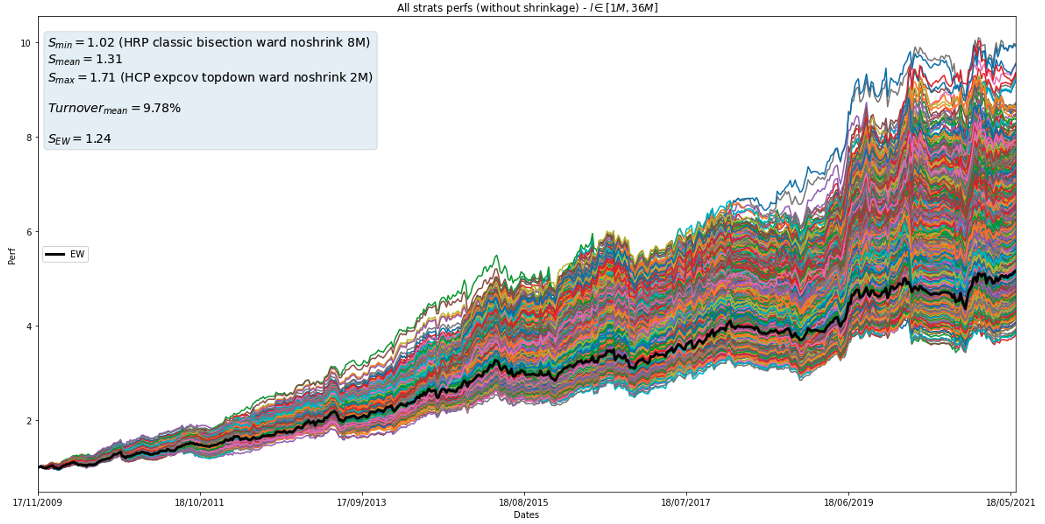 All strats perfs (without shrinkage) - l ∈ [1M, 36M]
S_min = 1.02 (HRP classic bisection ward noshrink 8M)
S_mean = 1.31
S_max = 1.71 (HCP expcov topdown ward noshrink 2M)
Turnover_mean = 9.78%
S_EW = 1.24
EW
Perf
10
8
6
4
2
17/11/2009
18/10/2011
17/09/2013
18/08/2015
18/07/2017
18/06/2019
18/05/2021
Dates